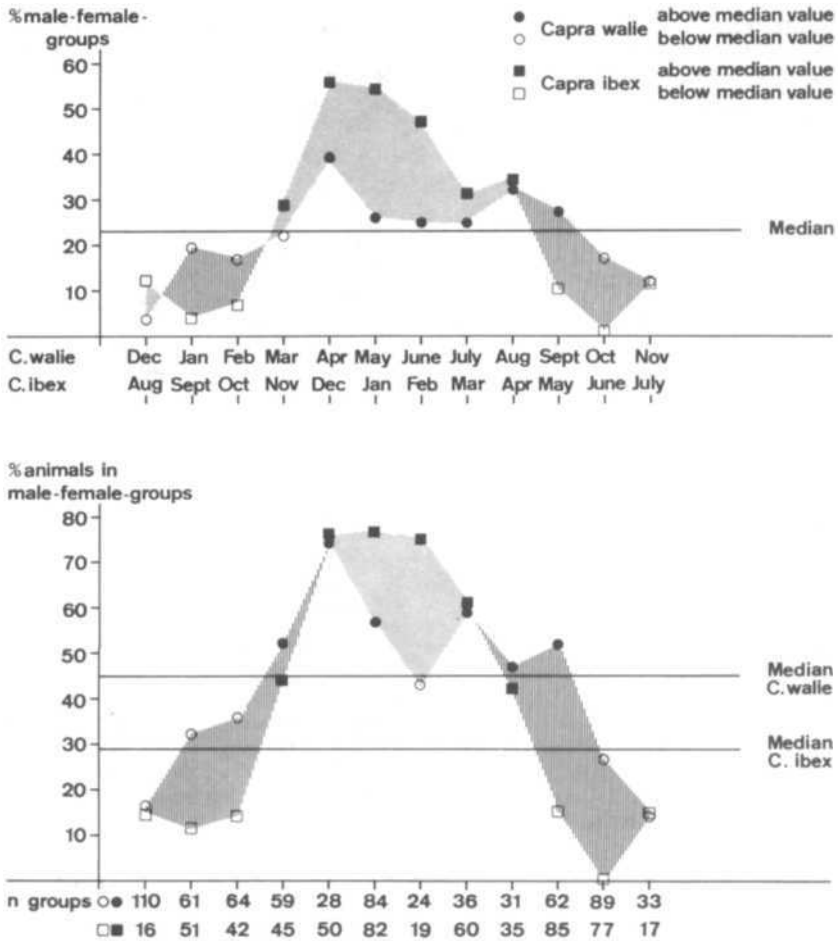 %male-female-
groups
● Capra walie above median value
○ below median value
■ Capra ibex above median value
□ below median value
60
50
40
30
20
10
Median
C.walie Dec Jan Feb Mar Apr May June July Aug Sept Oct Nov
C.ibex Aug Sept Oct Nov Dec Jan Feb Mar Apr May June July
%animals in
male-female-groups
80
70
60
50
40
30
20
10
Median
C.walie
Median
C. ibex
n groups ○● 110 61 64 59 28 84 24 36 31 62 89 33
□■ 16 51 42 45 50 82 19 60 35 85 77 17